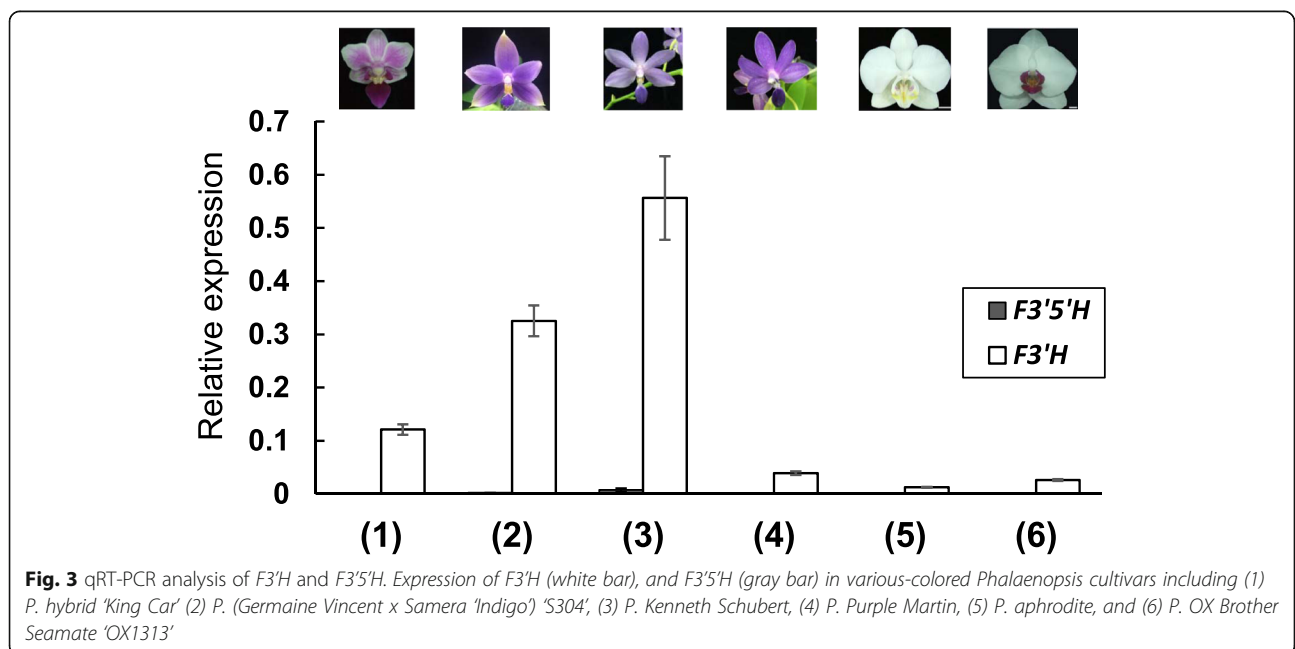 0.7
0.6
0.5
0.4
0.3
0.2
0.1
0
Relative expression
F3'5'H
F3'H
(1) (2) (3) (4) (5) (6)
Fig. 3 qRT-PCR analysis of F3'H and F3'5'H. Expression of F3'H (white bar), and F3'5'H (gray bar) in various-colored Phalaenopsis cultivars including (1)
P. hybrid 'King Car' (2) P. (Germaine Vincent x Samera 'Indigo') 'S304', (3) P. Kenneth Schubert, (4) P. Purple Martin, (5) P. aphrodite, and (6) P. OX Brother
Seamate 'OX1313'